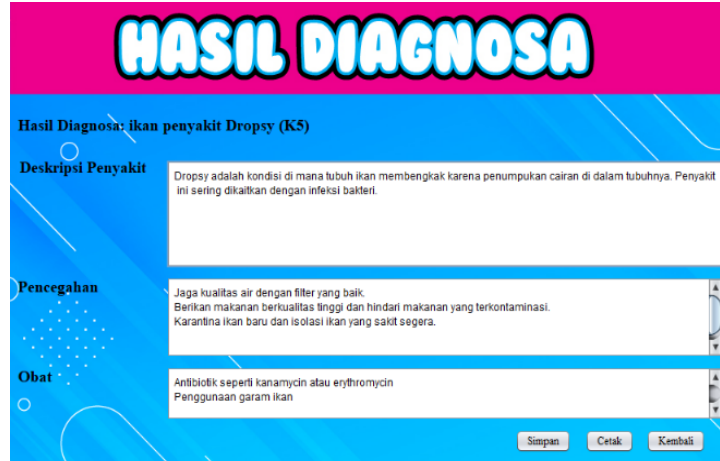 HASIL DIAGNOSA
Hasil Diagnosa: ikan penyakit Dropsy (K5)
Deskripsi Penyakit
Dropsy adalah kondisi di mana tubuh ikan membengkak karena penumpukan cairan di dalam tubuhnya. Penyakit
ini sering dikaitkan dengan infeksi bakteri.
Pencegahan
Jaga kualitas air dengan filter yang baik.
Berikan makanan berkualitas tinggi dan hindari makanan yang terkontaminasi.
Karantina ikan baru dan isolasi ikan yang sakit segera.
Obat
Antibiotik seperti kanamycin atau erythromycin
Penggunaan garam ikan
Simpan Cetak Kembali